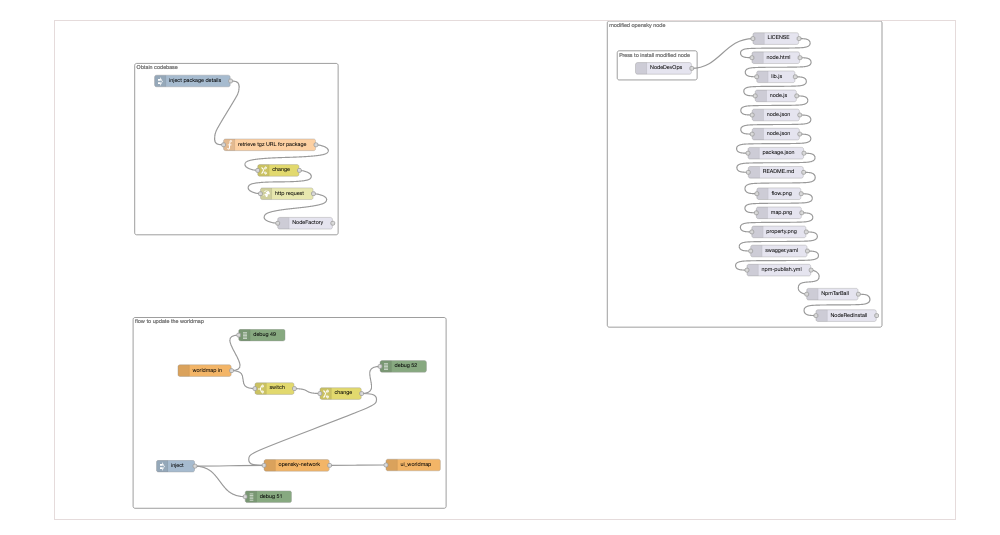 Obtain codebase
inject package details
retrieve tgz URL for package
change
http request
NodeFactory
flow to update the worldmap
debug 49
worldmap in
debug 52
switch
change
inject
opensky-network
ui_worldmap
debug 51
modified opensky node
Press to install modified node
NodeDevOps
LICENSE
node.html
lib.js
node.js
node.json
node.json
package.json
README.md
flow.png
map.png
property.png
swagger.yaml
npm-publish.yml
NpmTarBall
NodeRedInstall